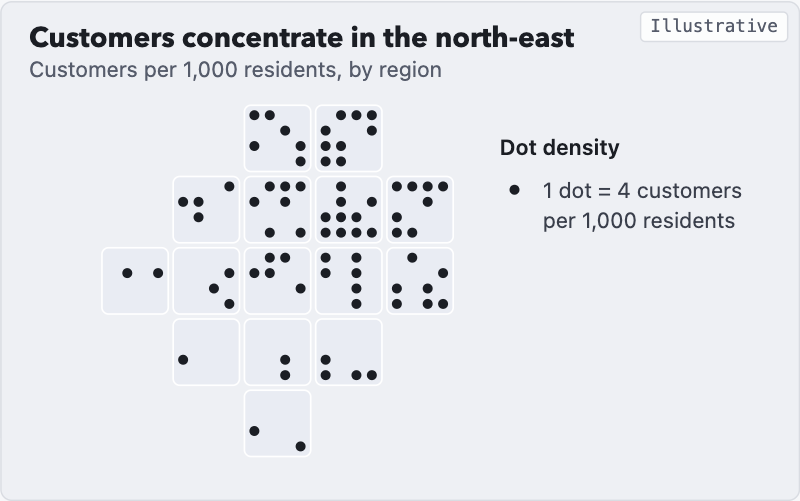 Customers concentrate in the north-east
Illustrative
Customers per 1,000 residents, by region
Dot density
1 dot = 4 customers
per 1,000 residents